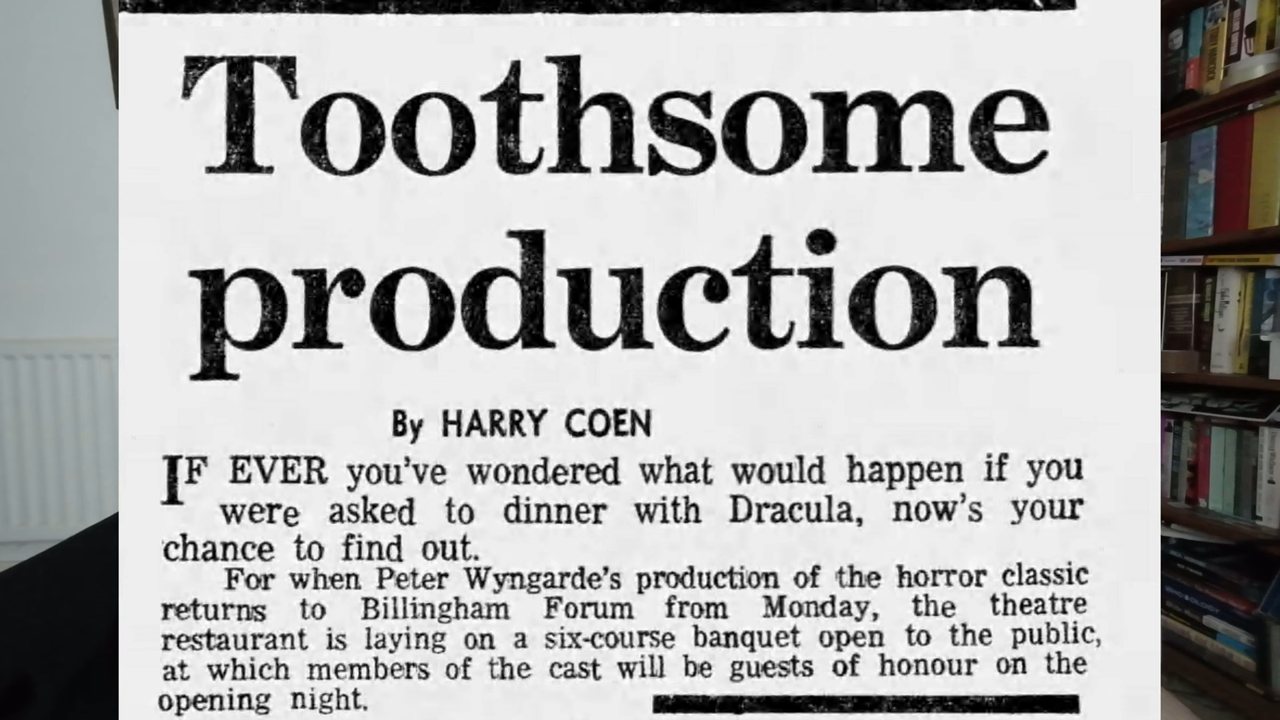 Toothsome
production
By HARRY COEN
IF EVER you've wondered what would happen if you
were asked to dinner with Dracula, now's your
chance to find out.
For when Peter Wyngarde's production of the horror classic
returns to Billingham Forum from Monday, the theatre
restaurant is laying on a six-course banquet open to the public,
at which members of the cast will be guests of honour on the
opening night.